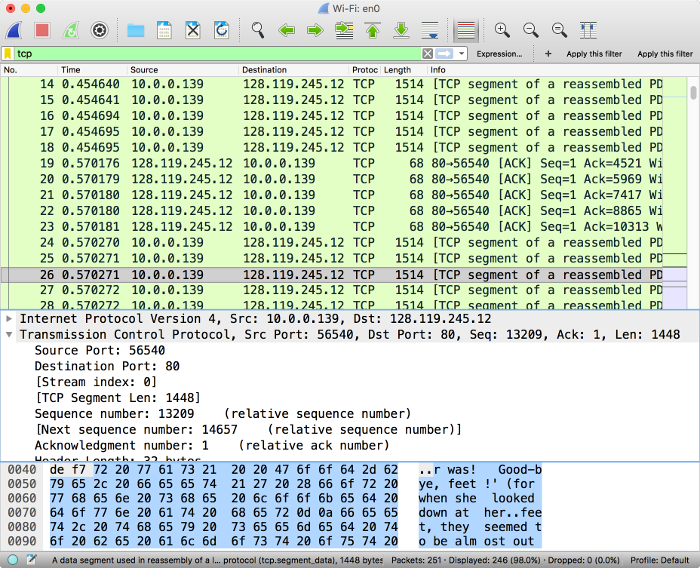 Wi-Fi: en0
tcp
Expression... + Apply this filter Apply this filter
No. Time Source Destination Protoc Length Info
14 0.454640 10.0.0.139 128.119.245.12 TCP 1514 [TCP segment of a reassembled PD
15 0.454641 10.0.0.139 128.119.245.12 TCP 1514 [TCP segment of a reassembled PD
16 0.454694 10.0.0.139 128.119.245.12 TCP 1514 [TCP segment of a reassembled PD
17 0.454695 10.0.0.139 128.119.245.12 TCP 1514 [TCP segment of a reassembled PD
18 0.454695 10.0.0.139 128.119.245.12 TCP 1514 [TCP segment of a reassembled PD
19 0.570176 128.119.245.12 10.0.0.139 TCP 68 80→56540 [ACK] Seq=1 Ack=4521 Wi
20 0.570179 128.119.245.12 10.0.0.139 TCP 68 80→56540 [ACK] Seq=1 Ack=5969 Wi
21 0.570180 128.119.245.12 10.0.0.139 TCP 68 80→56540 [ACK] Seq=1 Ack=7417 Wi
22 0.570180 128.119.245.12 10.0.0.139 TCP 68 80→56540 [ACK] Seq=1 Ack=8865 Wi
23 0.570181 128.119.245.12 10.0.0.139 TCP 68 80→56540 [ACK] Seq=1 Ack=10313 W
24 0.570270 10.0.0.139 128.119.245.12 TCP 1514 [TCP segment of a reassembled PD
25 0.570271 10.0.0.139 128.119.245.12 TCP 1514 [TCP segment of a reassembled PD
26 0.570271 10.0.0.139 128.119.245.12 TCP 1514 [TCP segment of a reassembled PD
27 0.570272 10.0.0.139 128.119.245.12 TCP 1514 [TCP segment of a reassembled PD
28 0.570272 10.0.0.139 128.119.245.12 TCP 1514 [TCP segment of a reassembled PD
Internet Protocol Version 4, Src: 10.0.0.139, Dst: 128.119.245.12
Transmission Control Protocol, Src Port: 56540, Dst Port: 80, Seq: 13209, Ack: 1, Len: 1448
Source Port: 56540
Destination Port: 80
[Stream index: 0]
[TCP Segment Len: 1448]
Sequence number: 13209 (relative sequence number)
[Next sequence number: 14657 (relative sequence number)]
Acknowledgment number: 1 (relative ack number)
Header Length: 32 bytes
0040 de f7 72 20 77 61 73 21 20 20 47 6f 6f 64 2d 62 ..r was! Good-b
0050 79 65 2c 20 66 65 65 74 21 27 20 28 66 6f 72 20 ye, feet !' (for
0060 77 68 65 6e 20 73 68 65 20 6c 6f 6f 6b 65 64 20 when she looked
0070 64 6f 77 6e 20 61 74 20 68 65 72 0d 0a 66 65 65 down at her..fee
0080 74 2c 20 74 68 65 79 20 73 65 65 6d 65 64 20 74 t, they seemed t
0090 6f 20 62 65 20 61 6c 6d 6f 73 74 20 6f 75 74 20 o be alm ost out
A data segment used in reassembly of a l... protocol (tcp.segment_data), 1448 bytes Packets: 251 · Displayed: 246 (98.0%) · Dropped: 0 (0.0%) Profile: Default